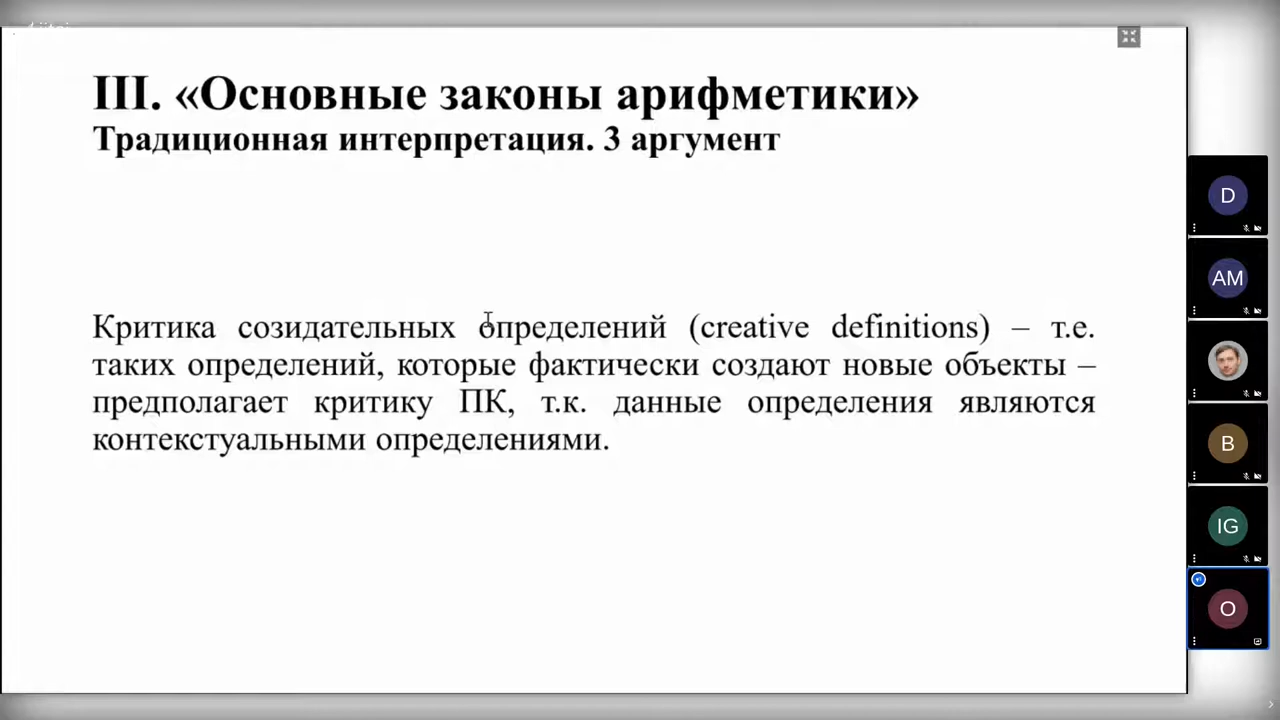 III. «Основные законы арифметики»
Традиционная интерпретация. 3 аргумент
Критика созидательных определений (creative definitions) – т.е.
таких определений, которые фактически создают новые объекты –
предполагает критику ПК, т.к. данные определения являются
контекстуальными определениями.
D
AM
B
IG
O